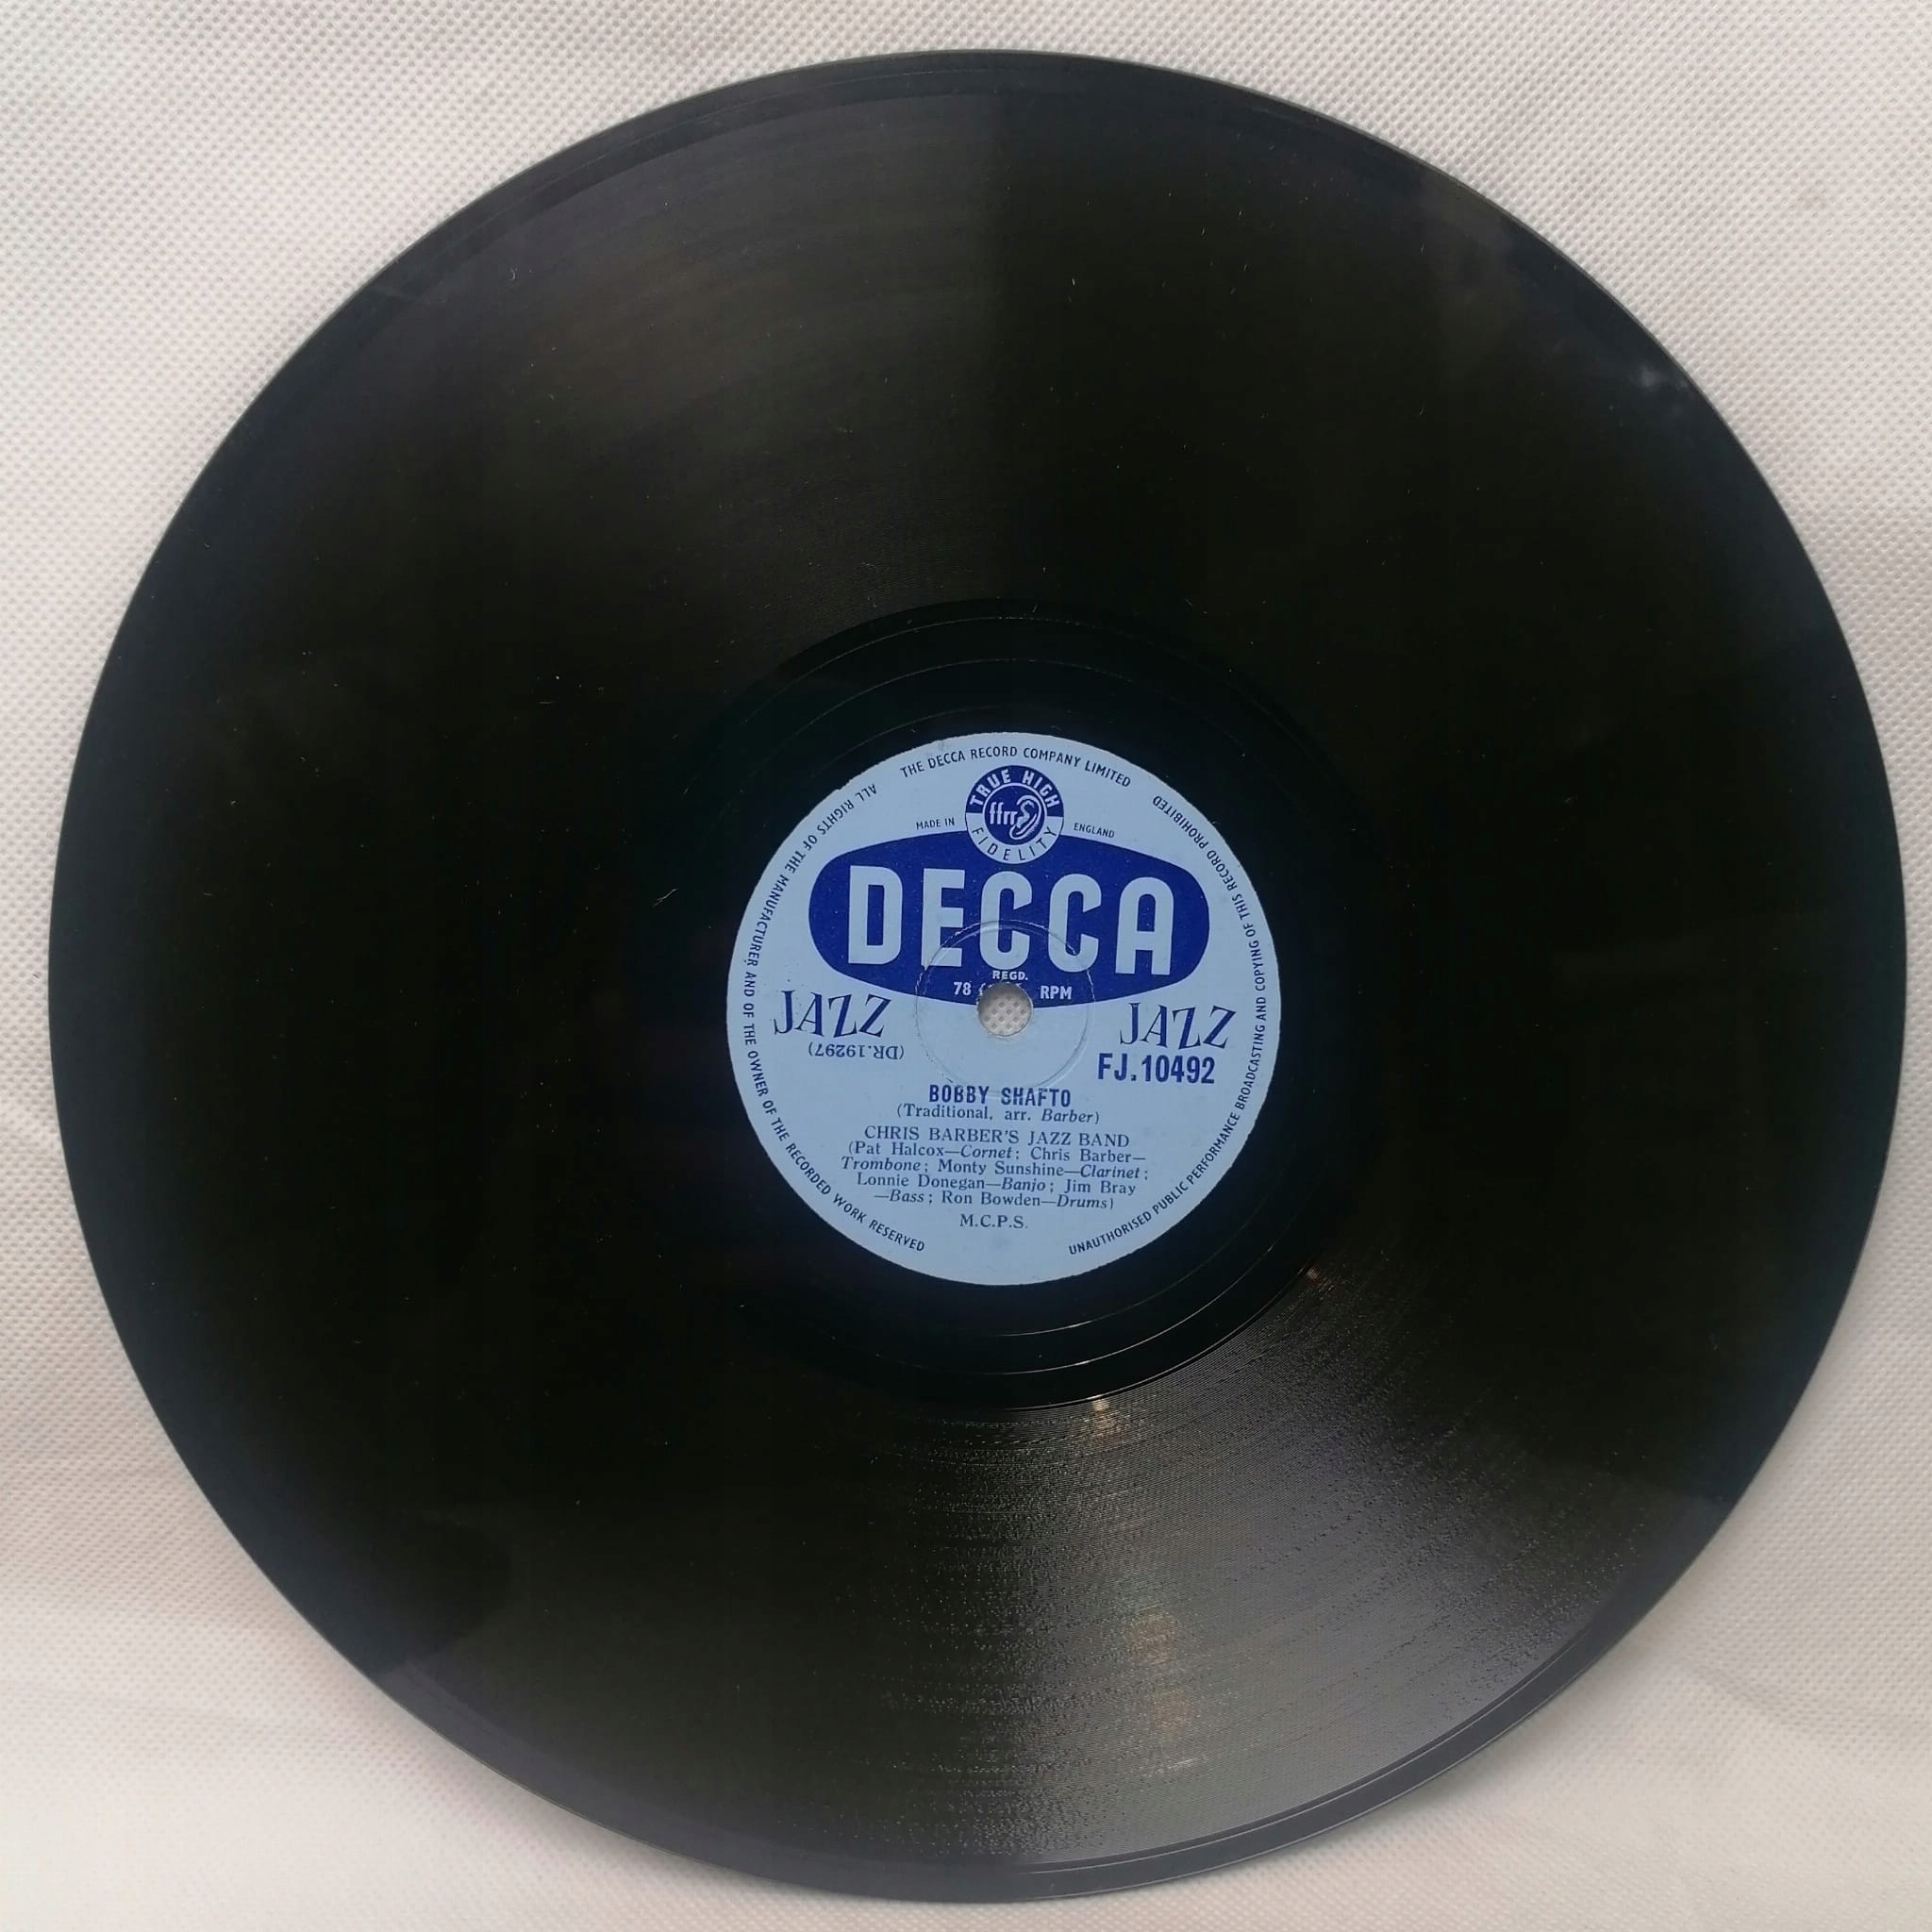 THE DECCA RECORD COMPANY LIMITED
ALL RIGHTS OF THE MANUFACTURER AND OF THE OWNER OF THE RECORDED WORK RESERVED
UNAUTHORISED PUBLIC PERFORMANCE BROADCASTING AND COPYING OF THIS RECORD PROHIBITED
TRUE HIGH
ffrr
FIDELITY
MADE IN ENGLAND
DECCA
REGD.
78 RPM
JAZZ JAZZ
(DR.19297)
FJ.10492
BOBBY SHAFTO
(Traditional, arr. Barber)
CHRIS BARBER'S JAZZ BAND
(Pat Halcox—Cornet; Chris Barber—
Trombone; Monty Sunshine—Clarinet;
Lonnie Donegan—Banjo; Jim Bray
—Bass; Ron Bowden—Drums)
M.C.P.S.